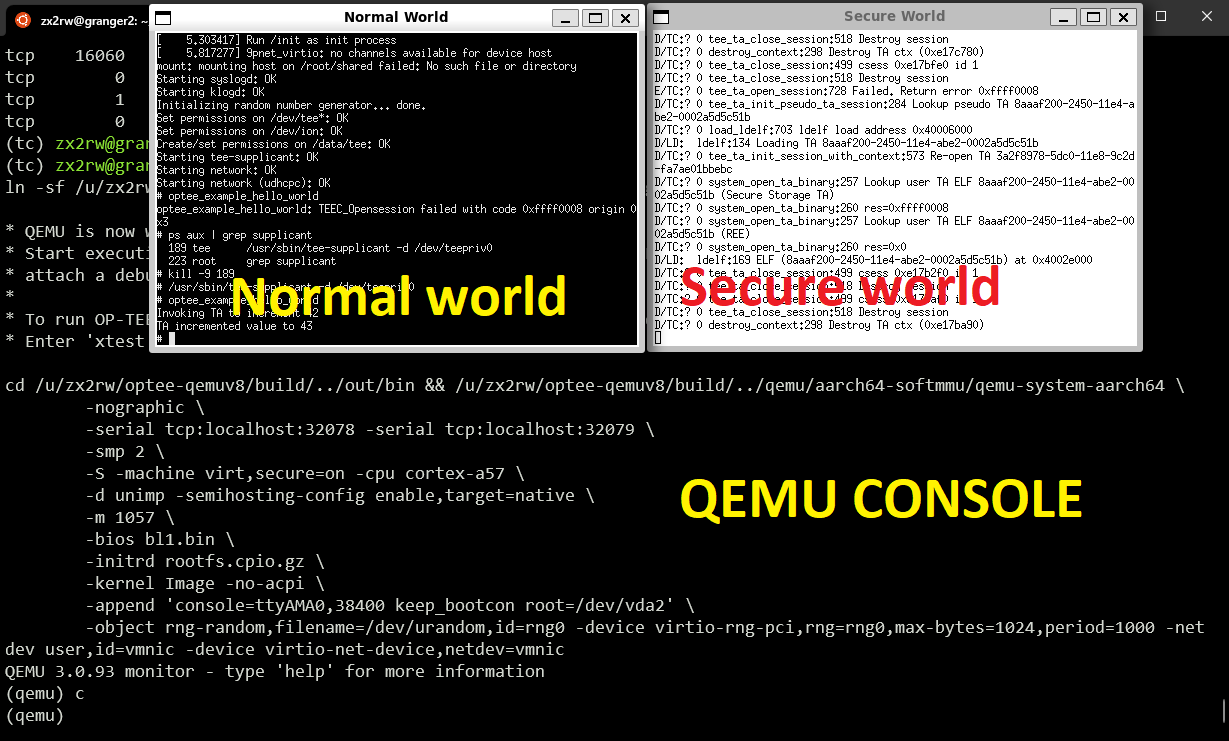 zx2rw@granger2: ~
tcp 16060
tcp 0
tcp 1
tcp 0
(tc) zx2rw@gran
(tc) zx2rw@gran
ln -sf /u/zx2rw
* QEMU is now w
* Start executi
* attach a debu
*
* To run OP-TEE
* Enter 'xtest
Normal World
[ 5.303417] Run /init as init process
[ 5.817277] 9pnet_virtio: no channels available for device host
mount: mounting host on /root/shared failed: No such file or directory
Starting syslogd: OK
Starting klogd: OK
Initializing random number generator... done.
Set permissions on /dev/tee*: OK
Set permissions on /dev/ion: OK
Create/set permissions on /data/tee: OK
Starting tee-supplicant: OK
Starting network: OK
Starting network (udhcpc): OK
# optee_example_hello_world
optee_example_hello_world: TEEC_Opensession failed with code 0xffff0008 origin 0
x3
# ps aux | grep supplicant
189 tee /usr/sbin/tee-supplicant -d /dev/teepriv0
223 root grep supplicant
# kill -9 189
# /usr/sbin/tee-supplicant -d /dev/teepriv0
# optee_example_hello_world
Invoking TA to increment 42
TA incremented value to 43
#
Normal world
Secure World
D/TC:? 0 tee_ta_close_session:518 Destroy session
D/TC:? 0 destroy_context:298 Destroy TA ctx (0xe17c780)
D/TC:? 0 tee_ta_close_session:499 csess 0xe17bfe0 id 1
D/TC:? 0 tee_ta_close_session:518 Destroy session
E/TC:? 0 tee_ta_open_session:728 Failed. Return error 0xffff0008
D/TC:? 0 tee_ta_init_pseudo_ta_session:284 Lookup pseudo TA 8aaaf200-2450-11e4-a
be2-0002a5d5c51b
D/TC:? 0 load_ldelf:703 ldelf load address 0x40006000
D/LD: ldelf:134 Loading TA 8aaaf200-2450-11e4-abe2-0002a5d5c51b
D/TC:? 0 tee_ta_init_session_with_context:573 Re-open TA 3a2f8978-5dc0-11e8-9c2d
-fa7ae01bbebc
D/TC:? 0 system_open_ta_binary:257 Lookup user TA ELF 8aaaf200-2450-11e4-abe2-00
02a5d5c51b (Secure Storage TA)
D/TC:? 0 system_open_ta_binary:260 res=0xffff0008
D/TC:? 0 system_open_ta_binary:257 Lookup user TA ELF 8aaaf200-2450-11e4-abe2-00
02a5d5c51b (REE)
D/TC:? 0 system_open_ta_binary:260 res=0x0
D/LD: ldelf:169 ELF (8aaaf200-2450-11e4-abe2-0002a5d5c51b) at 0x4002e000
D/TC:? 0 tee_ta_close_session:499 csess 0xe17b2f0 id 1
D/TC:? 0 tee_ta_close_session:518 Destroy session
D/TC:? 0 tee_ta_close_session:499 csess id 1
D/TC:? 0 tee_ta_close_session:518 Destroy session
D/TC:? 0 destroy_context:298 Destroy TA ctx (0xe17ba90)
Secure world
cd /u/zx2rw/optee-qemuv8/build/../out/bin && /u/zx2rw/optee-qemuv8/build/../qemu/aarch64-softmmu/qemu-system-aarch64 \
-nographic \
-serial tcp:localhost:32078 -serial tcp:localhost:32079 \
-smp 2 \
-S -machine virt,secure=on -cpu cortex-a57 \
-d unimp -semihosting-config enable,target=native \
-m 1057 \
-bios bl1.bin \
-initrd rootfs.cpio.gz \
-kernel Image -no-acpi \
-append 'console=ttyAMA0,38400 keep_bootcon root=/dev/vda2' \
-object rng-random,filename=/dev/urandom,id=rng0 -device virtio-rng-pci,rng=rng0,max-bytes=1024,period=1000 -net
dev user,id=vmnic -device virtio-net-device,netdev=vmnic
QEMU 3.0.93 monitor - type 'help' for more information
(qemu) c
(qemu)
QEMU CONSOLE